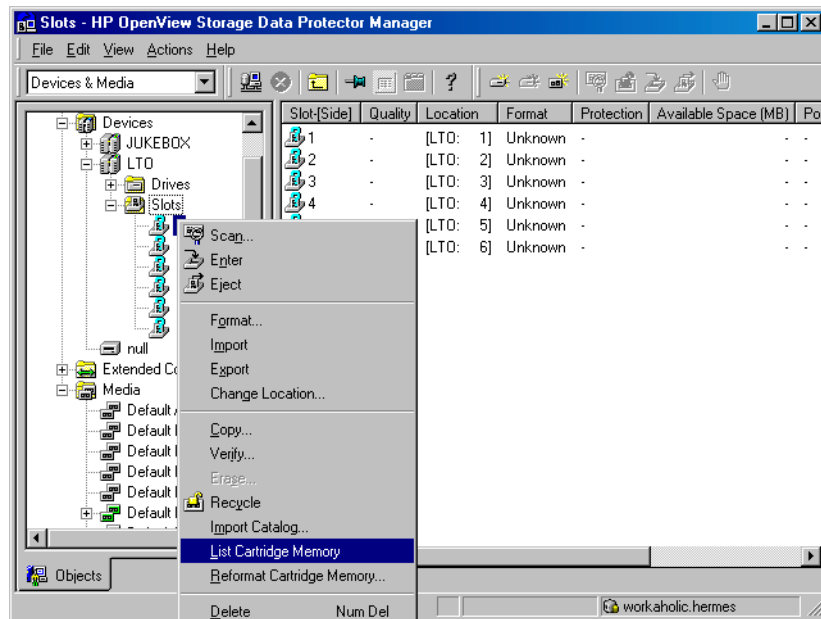 Slots - HP OpenView Storage Data Protector Manager
File Edit View Actions Help
Devices & Media
Devices
JUKEBOX
LTO
Drives
Slots
null
Extended Co
Media
Default
Default
Default
Default
Default
Default
Objects
Slot-[Side] Quality Location Format Protection Available Space (MB) Po
1 - [LTO: 1] Unknown - - -
2 - [LTO: 2] Unknown - - -
3 - [LTO: 3] Unknown - - -
4 - [LTO: 4] Unknown - - -
[LTO: 5] Unknown - - -
[LTO: 6] Unknown - - -
Scan...
Enter
Eject
Format...
Import
Export
Change Location...
Copy...
Verify...
Erase...
Recycle
Import Catalog...
List Cartridge Memory
Reformat Cartridge Memory...
Delete Num Del
workaholic.hermes